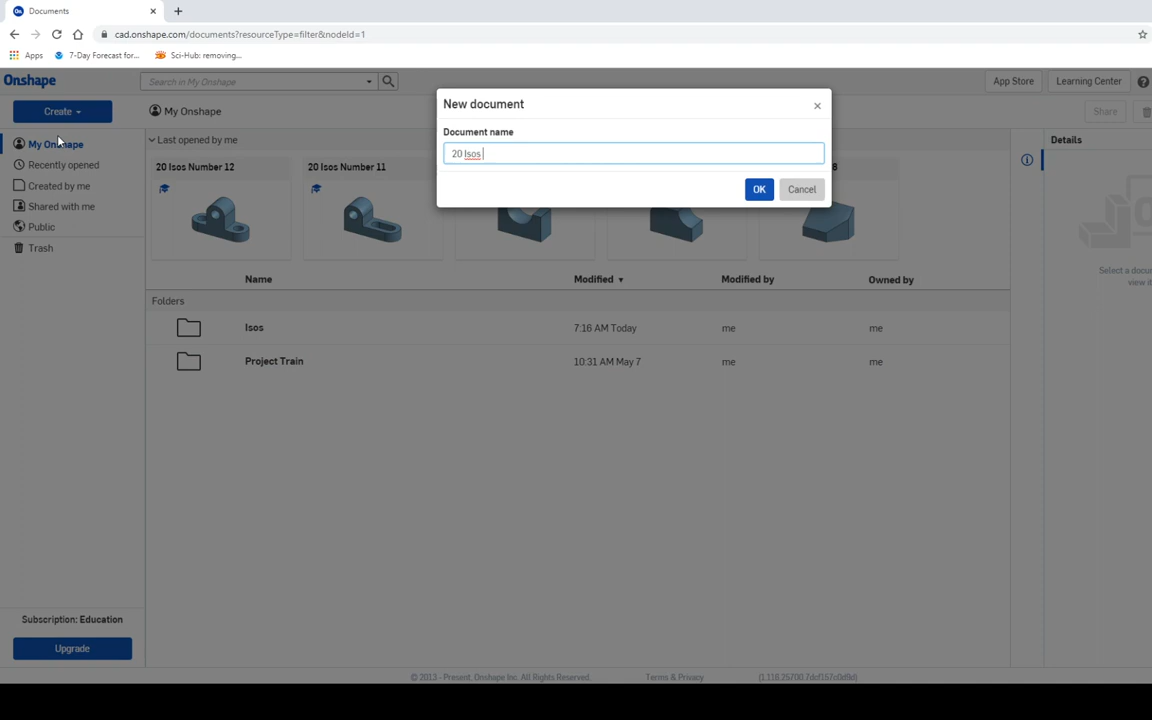 Documents
cad.onshape.com/documents?resourceType=filter&nodeId=1
Apps 7-Day Forecast for... Sci-Hub: removing...
Onshape Search in My Onshape App Store Learning Center
Create My Onshape Share
New document
Document name
20 Isos
OK Cancel
My Onshape
Recently opened
Created by me
Shared with me
Public
Trash
Last opened by me
20 Isos Number 12 20 Isos Number 11 8
Name Modified Modified by Owned by
Folders
Isos 7:16 AM Today me me
Project Train 10:31 AM May 7 me me
Details
Select a docu
view it
Subscription: Education
Upgrade
© 2013 - Present, Onshape Inc. All Rights Reserved. Terms & Privacy